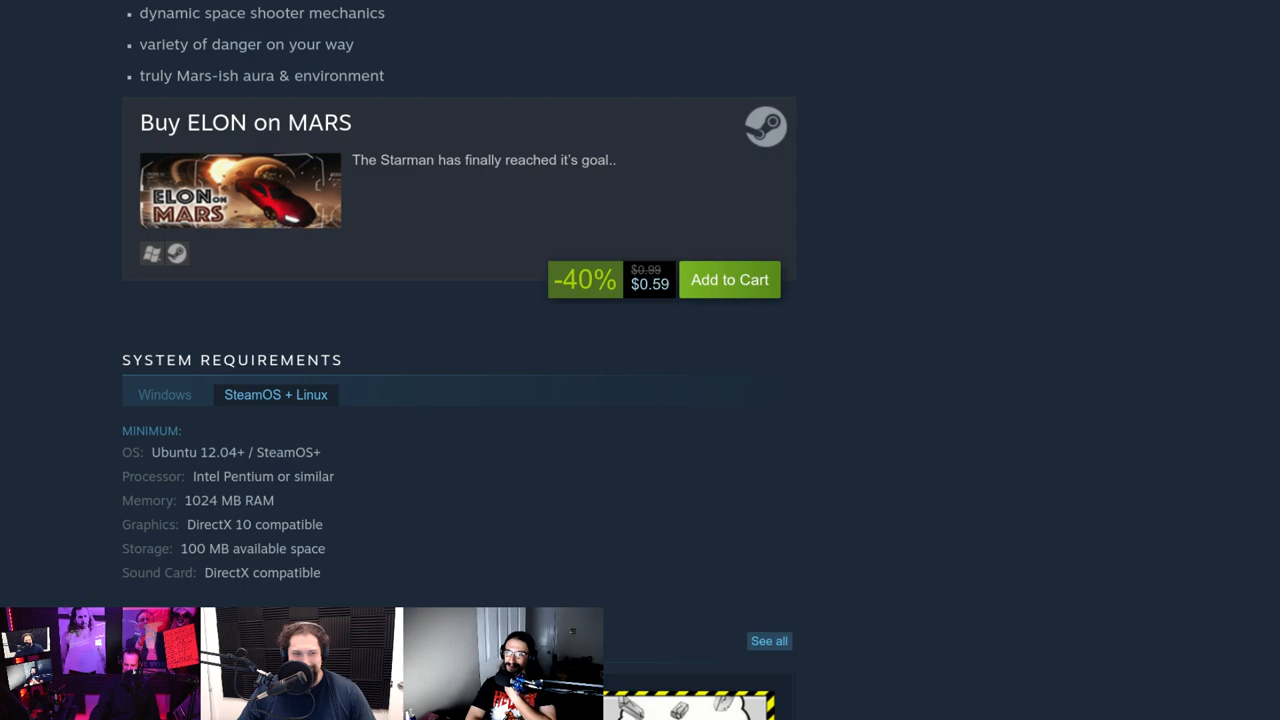 dynamic space shooter mechanics
variety of danger on your way
truly Mars-ish aura & environment
Buy ELON on MARS
The Starman has finally reached it's goal..
ELON ON
MARS
-40%
$0.99
$0.59
Add to Cart
SYSTEM REQUIREMENTS
Windows
SteamOS + Linux
MINIMUM:
OS: Ubuntu 12.04+ / SteamOS+
Processor: Intel Pentium or similar
Memory: 1024 MB RAM
Graphics: DirectX 10 compatible
Storage: 100 MB available space
Sound Card: DirectX compatible
See all